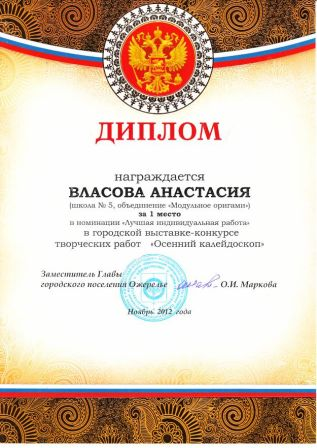 ДИПЛОМ
награждается
ВЛАСОВА АНАСТАСИЯ
(школа № 5, объединение «Модульное оригами»)
за 1 место
в номинации «Лучшая индивидуальная работа»
в городской выставке-конкурсе
творческих работ «Осенний калейдоскоп»
Заместитель Главы
городского поселения Ожерелье О.И. Маркова
Ноябрь 2012 года